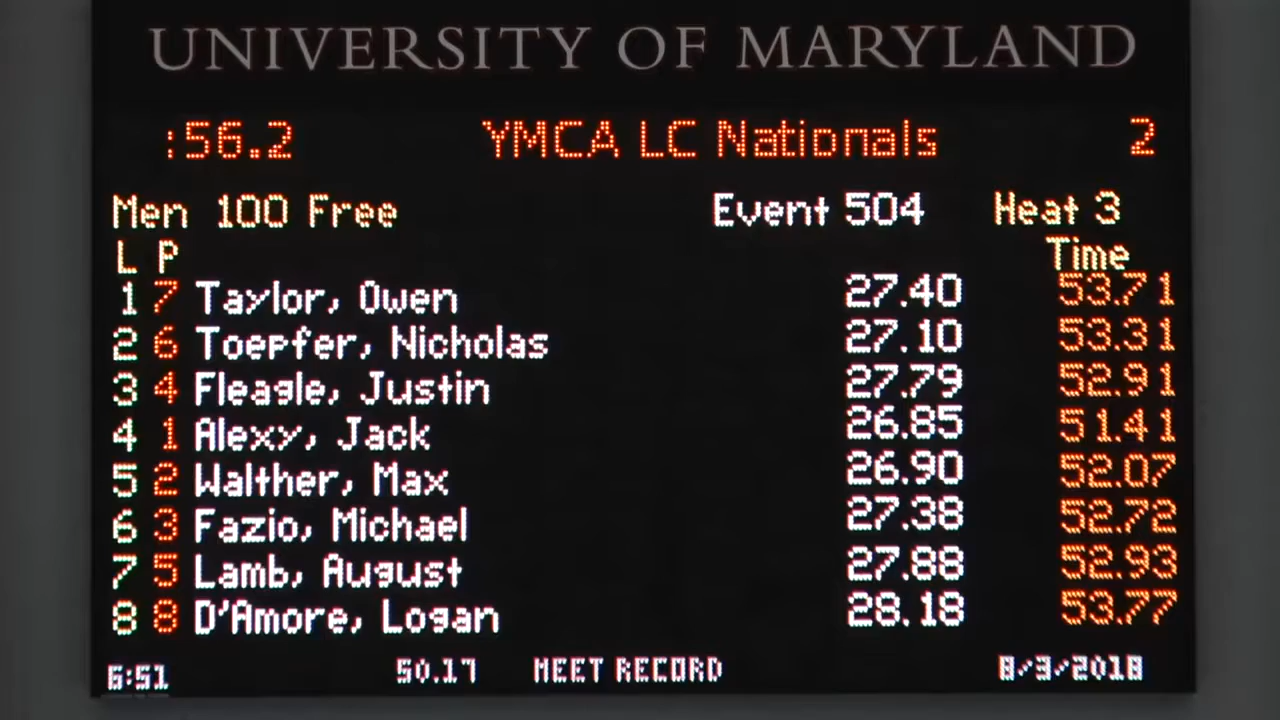 UNIVERSITY OF MARYLAND
:56.2 YMCA LC Nationals 2
Men 100 Free Event 504 Heat 3
L P Time
1 7 Taylor, Owen 27.40 53.71
2 6 Toepfer, Nicholas 27.10 53.31
3 4 Fleagle, Justin 27.79 52.91
4 1 Alexy, Jack 26.85 51.41
5 2 Walther, Max 26.90 52.07
6 3 Fazio, Michael 27.38 52.72
7 5 Lamb, August 27.88 52.93
8 8 D'Amore, Logan 28.18 53.77
6:51 50.17 MEET RECORD 8/3/2018